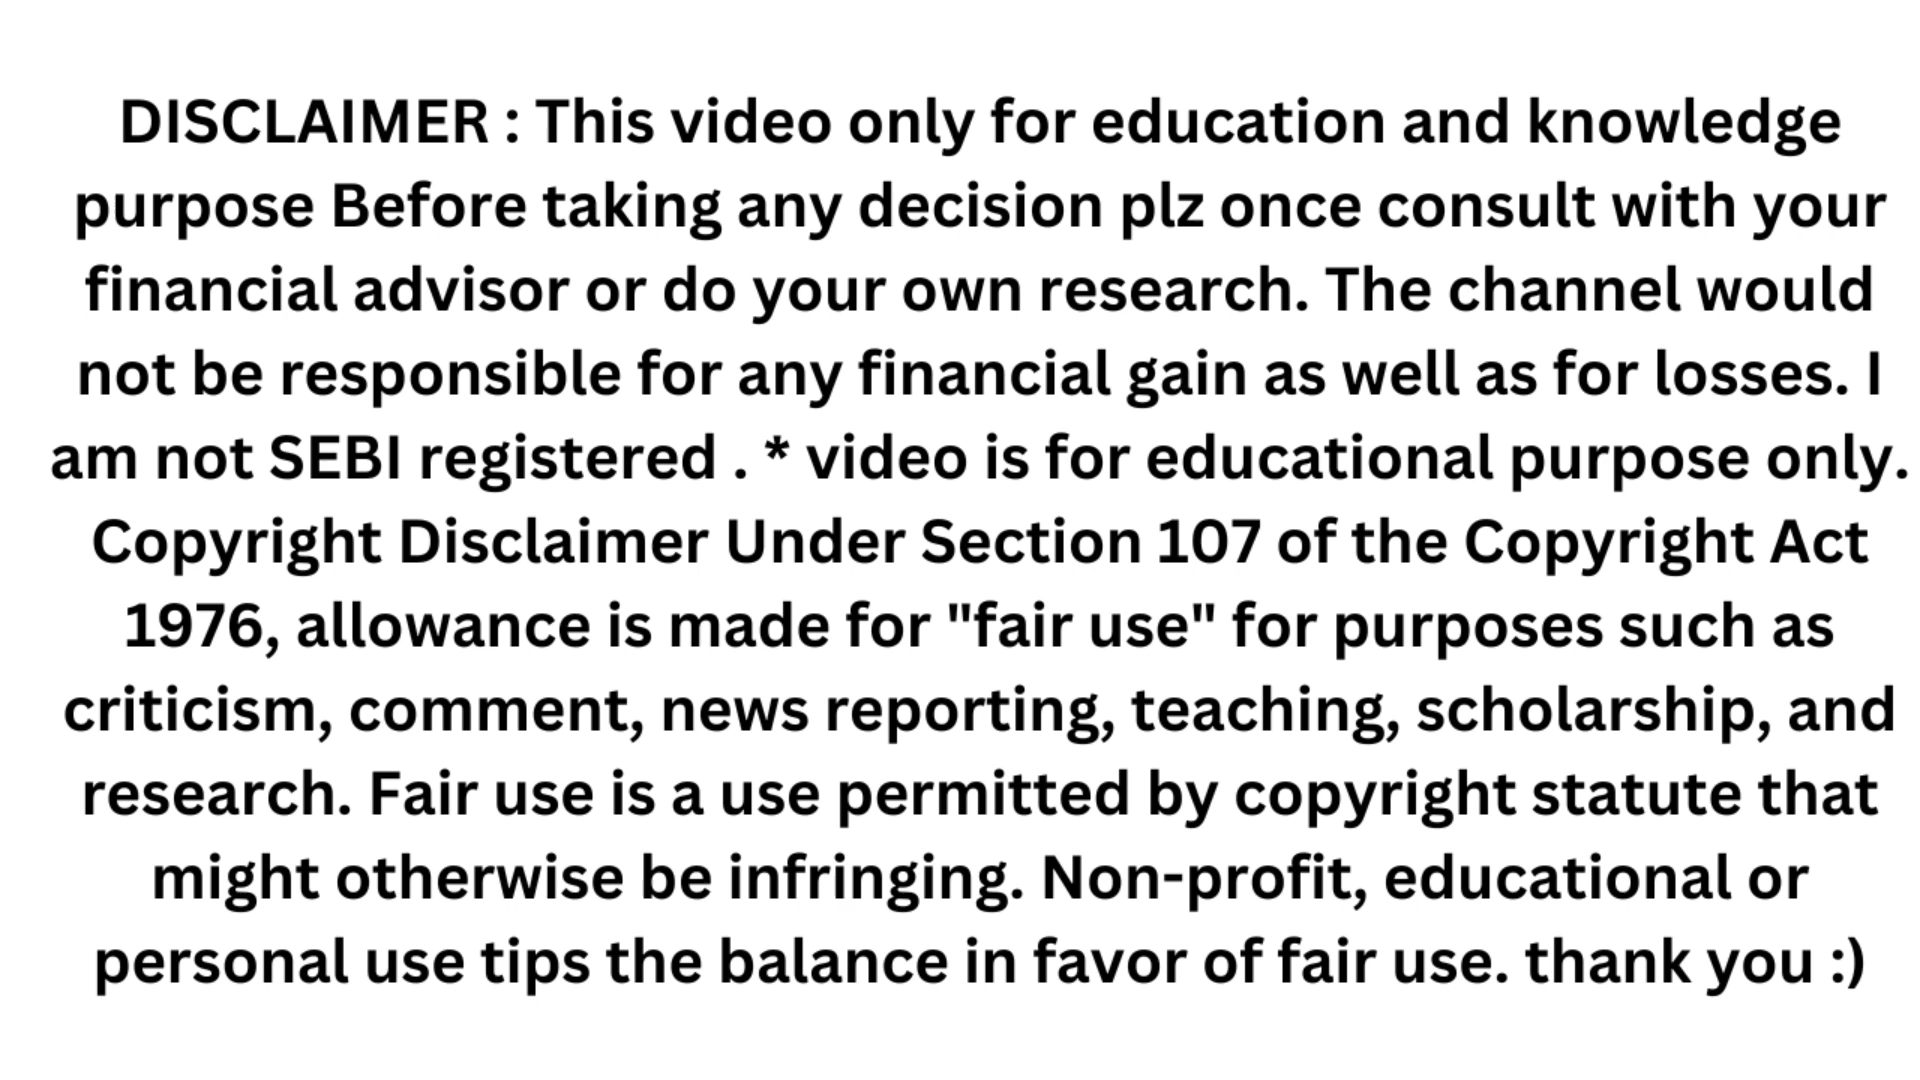 DISCLAIMER : This video only for education and knowledge
purpose Before taking any decision plz once consult with your
financial advisor or do your own research. The channel would
not be responsible for any financial gain as well as for losses. I
am not SEBI registered . * video is for educational purpose only.
Copyright Disclaimer Under Section 107 of the Copyright Act
1976, allowance is made for "fair use" for purposes such as
criticism, comment, news reporting, teaching, scholarship, and
research. Fair use is a use permitted by copyright statute that
might otherwise be infringing. Non-profit, educational or
personal use tips the balance in favor of fair use. thank you :)